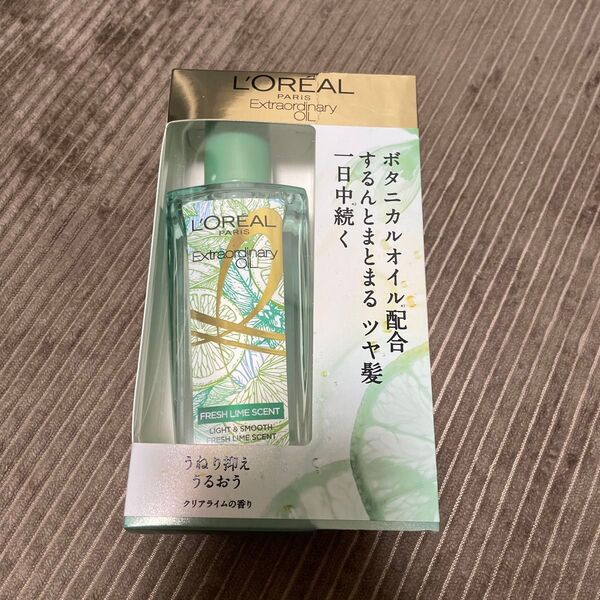 L'ORÉAL
PARIS
Extraordinary
OIL
ボタニカルオイル*¹配合
するんとまとまる ツヤ髪
一日中*²続く
L'ORÉAL
PARIS
Extraordinary
OIL
FRESH LIME SCENT
LIGHT & SMOOTH
FRESH LIME SCENT
うねり抑え
うるおう
クリアライムの香り